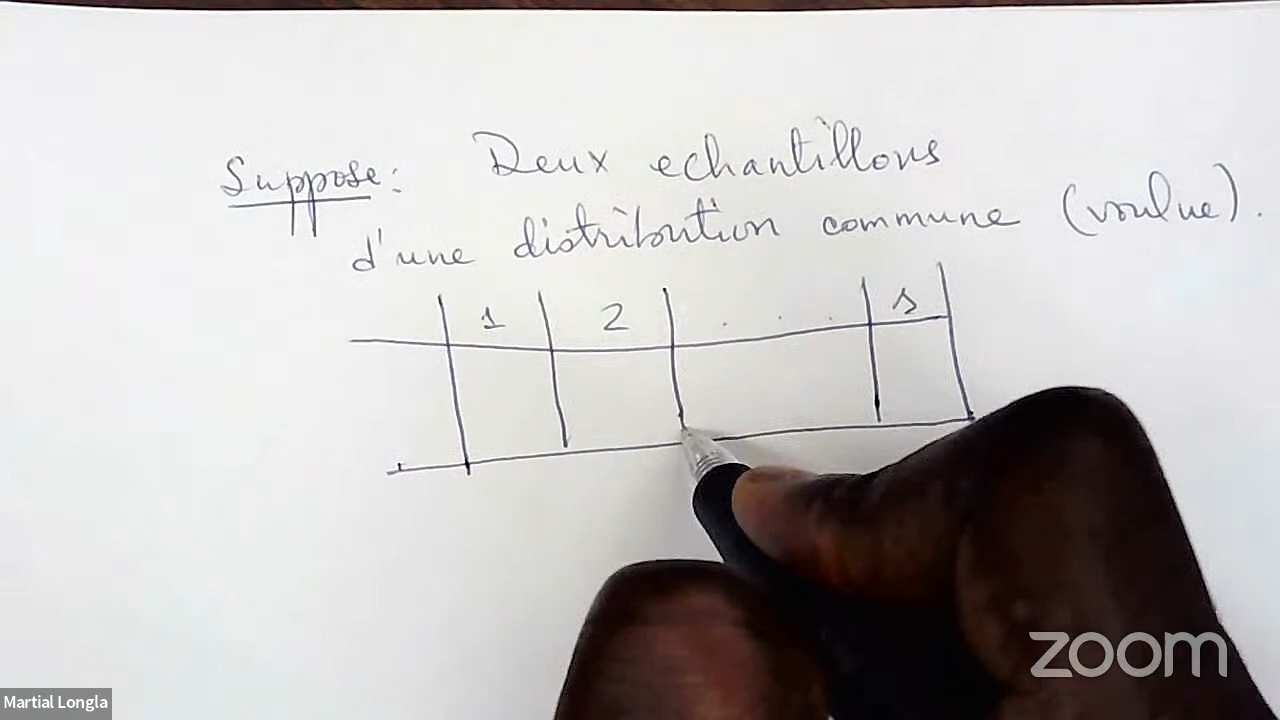 Suppose: Deux echantillons
d'une distribution commune (voulue).
1 2 . . . s
zoom
Martial Longla